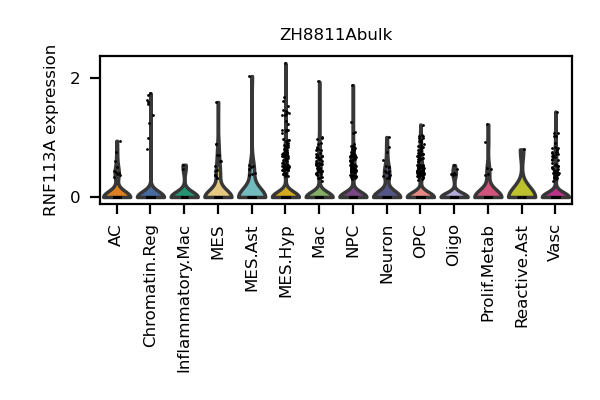 ZH8811Abulk
RNF113A expression
2
0
AC
Chromatin.Reg
Inflammatory.Mac
MES
MES.Ast
MES.Hyp
Mac
NPC
Neuron
OPC
Oligo
Prolif.Metab
Reactive.Ast
Vasc